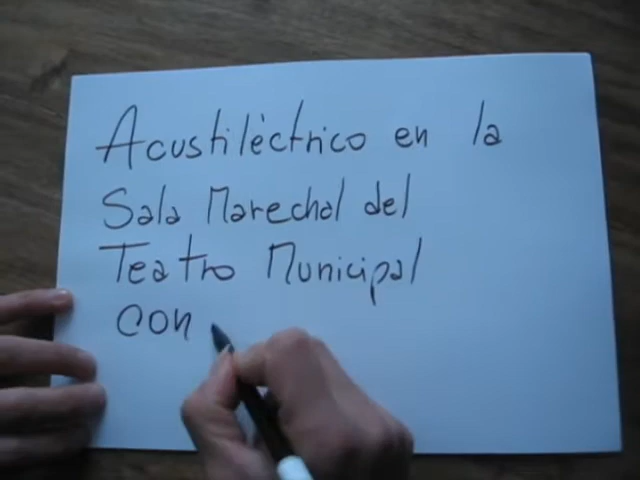 Acustiléctrico en la
Sala Marechal del
Teatro Municipal
con